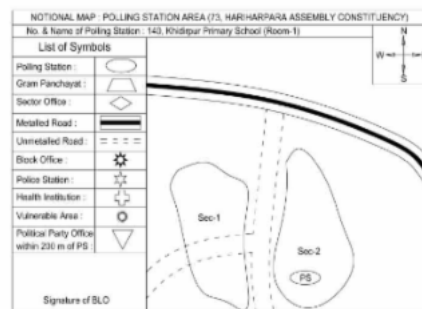 NOTIONAL MAP : POLLING STATION AREA (73, HARIHARPARA ASSEMBLY CONSTITUENCY)
No. & Name of Polling Station : 140, Khidirpur Primary School (Room-1)
List of Symbols
Polling Station :
Gram Panchayat :
Sector Office :
Metalled Road :
Unmetalled Road :
Block Office :
Police Station :
Health Institution :
Vulnerable Area :
Political Party Office
within 200 m of PS :
Signature of BLO
N
W
E
S
Sec-1
Sec-2
PS